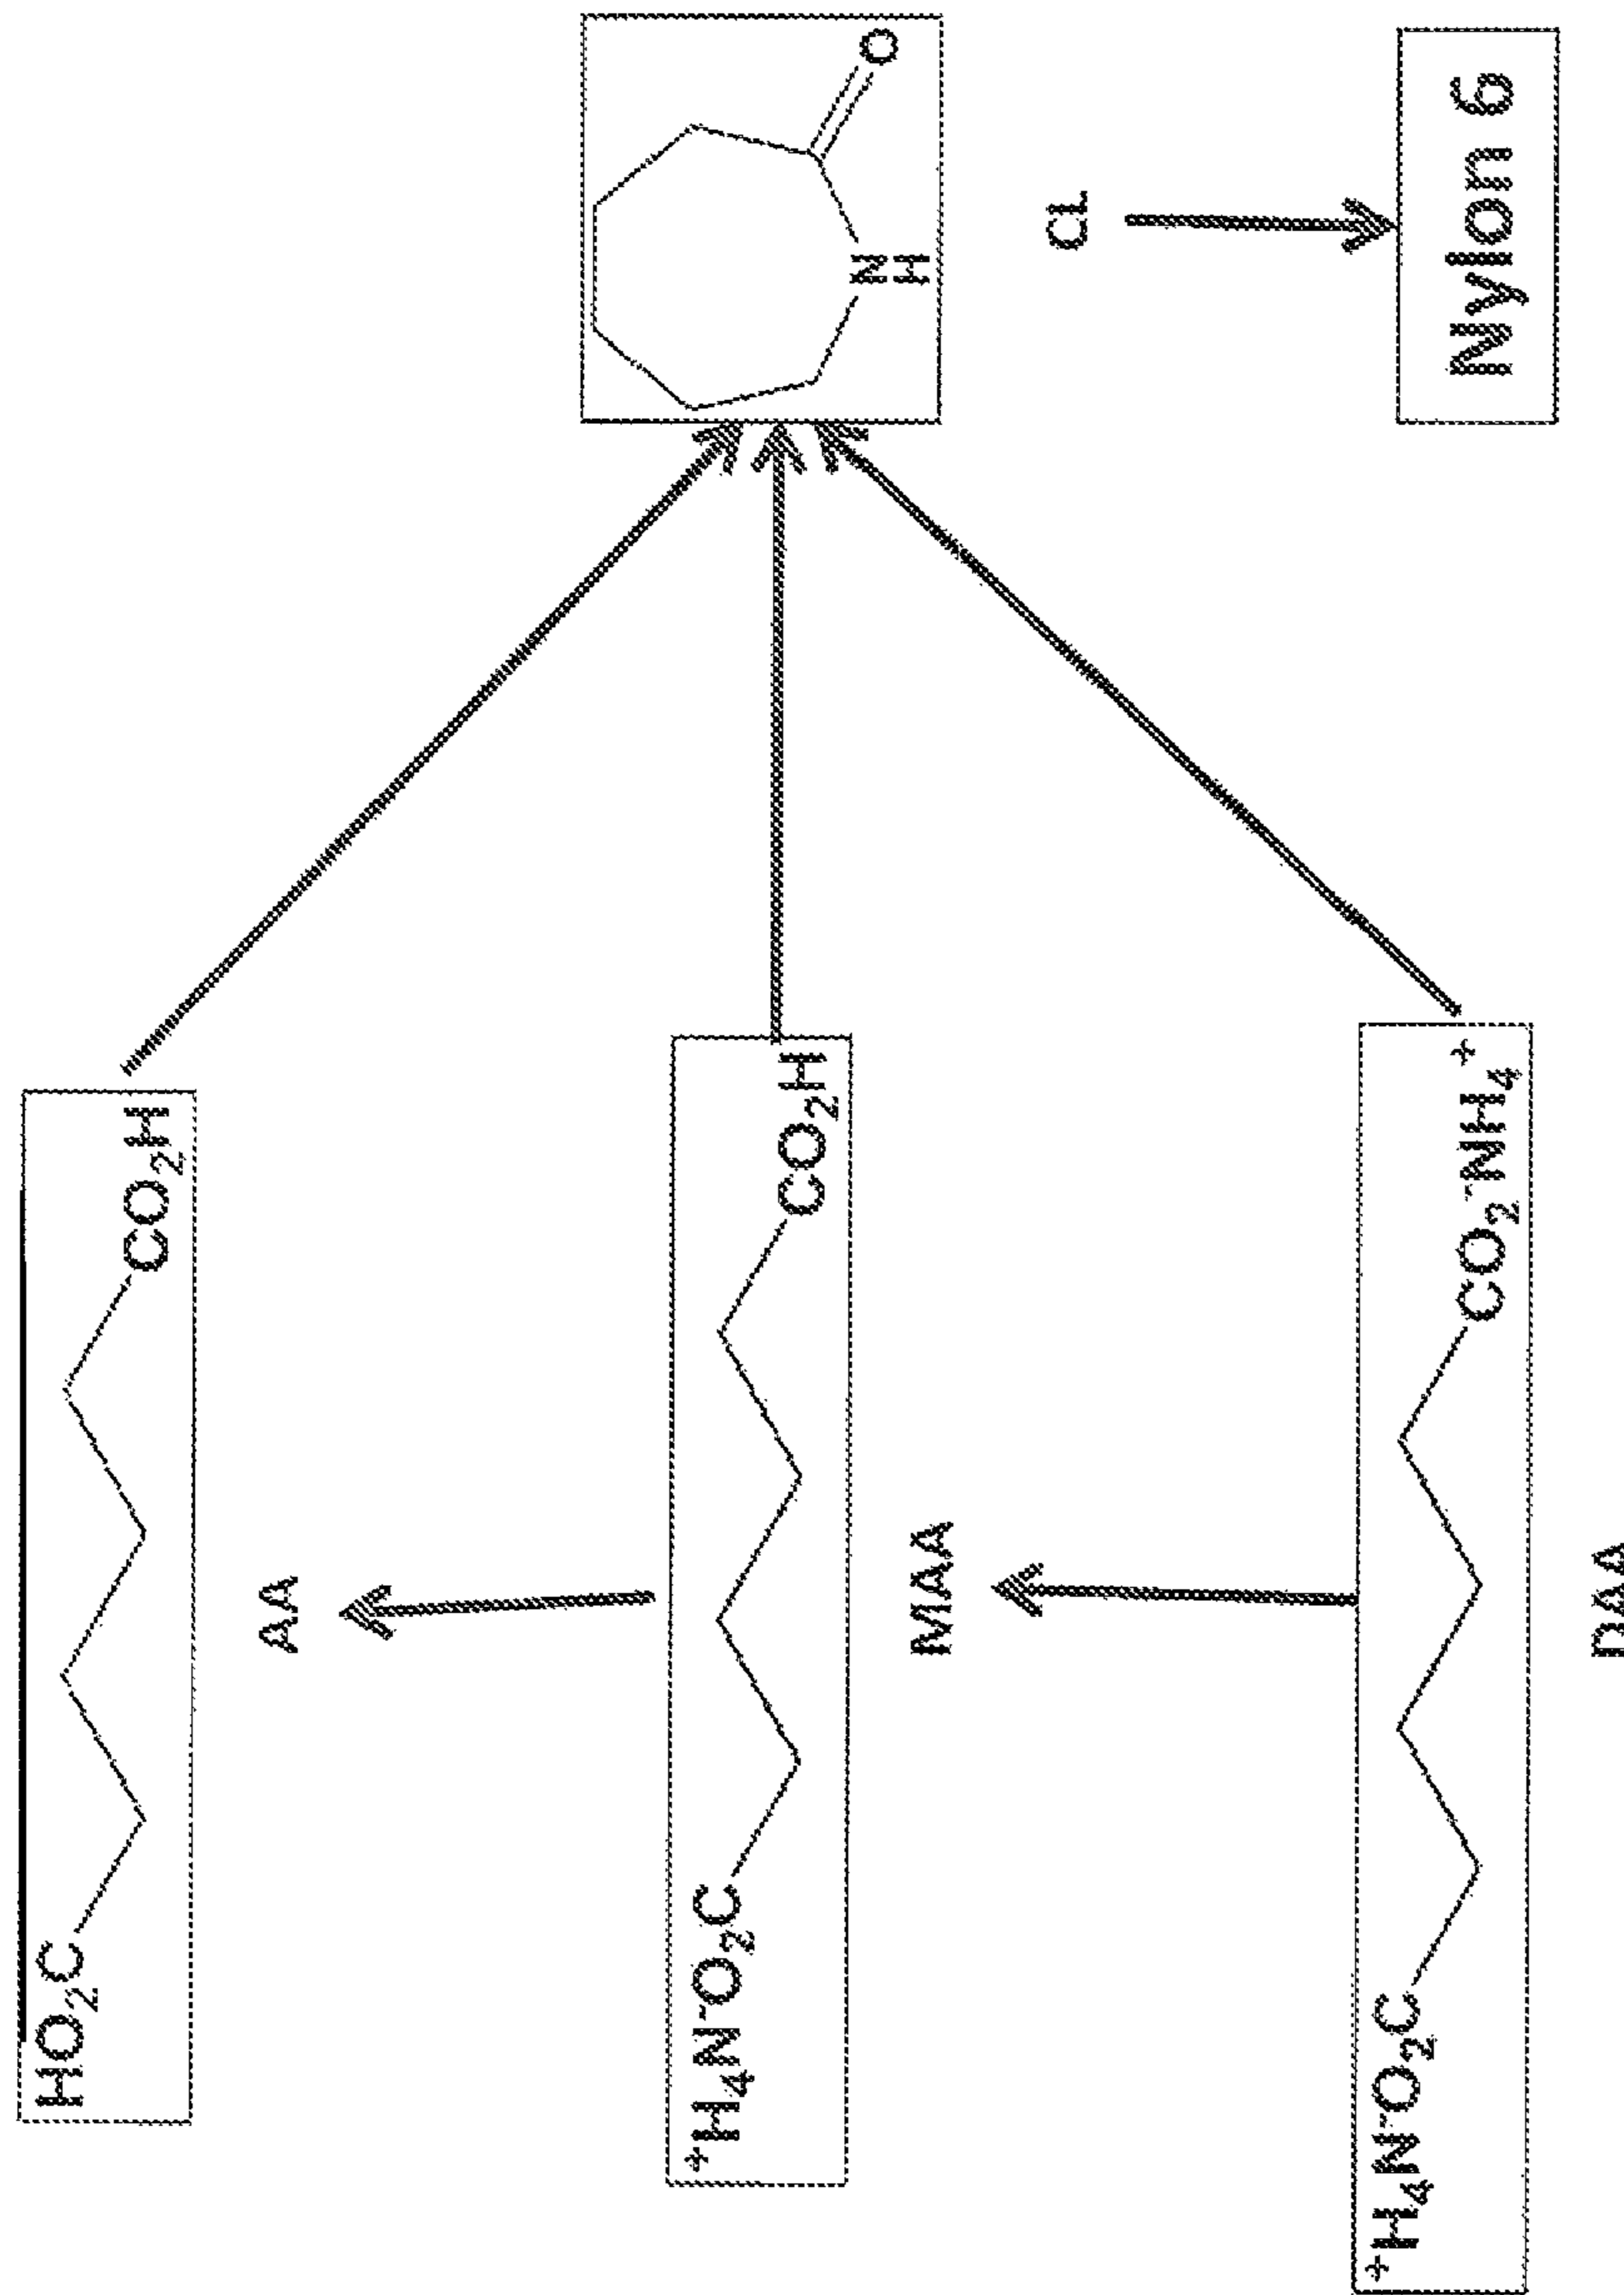 HO₂C CO₂H
AA
⁺H₄N⁻O₂C CO₂H
MAA
⁺H₄N⁻O₂C CO₂⁻NH₄⁺
DAA
O
N
H
CL
Nylon 6